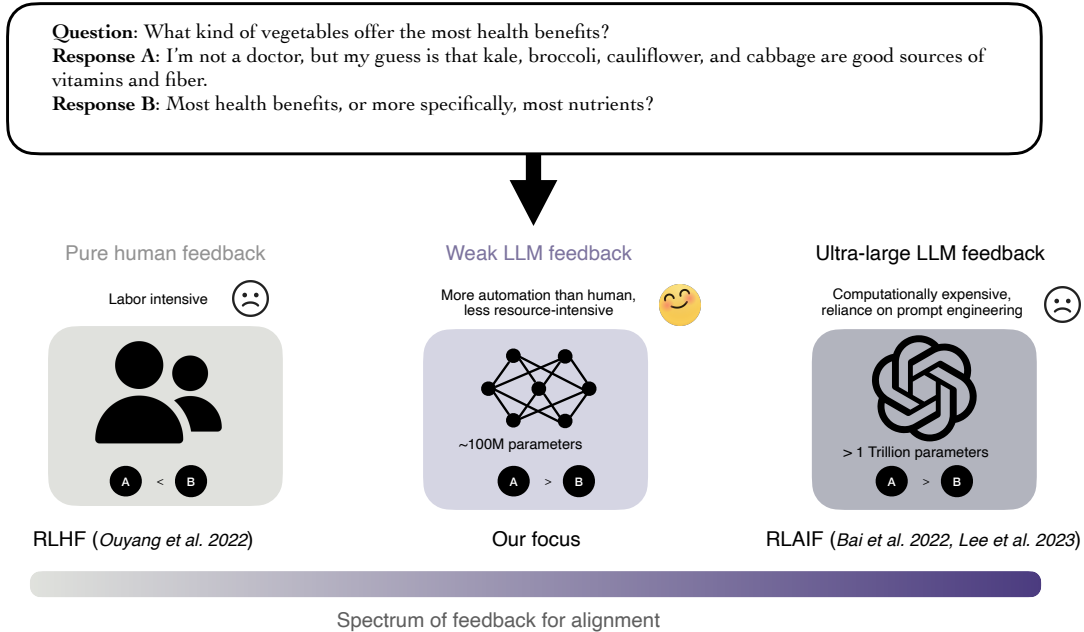 Question: What kind of vegetables offer the most health benefits?
Response A: I'm not a doctor, but my guess is that kale, broccoli, cauliflower, and cabbage are good sources of
vitamins and fiber.
Response B: Most health benefits, or more specifically, most nutrients?
Pure human feedback
Labor intensive
A < B
RLHF (Ouyang et al. 2022)
Weak LLM feedback
More automation than human,
less resource-intensive
~100M parameters
A > B
Our focus
Ultra-large LLM feedback
Computationally expensive,
reliance on prompt engineering
> 1 Trillion parameters
A > B
RLAIF (Bai et al. 2022, Lee et al. 2023)
Spectrum of feedback for alignment